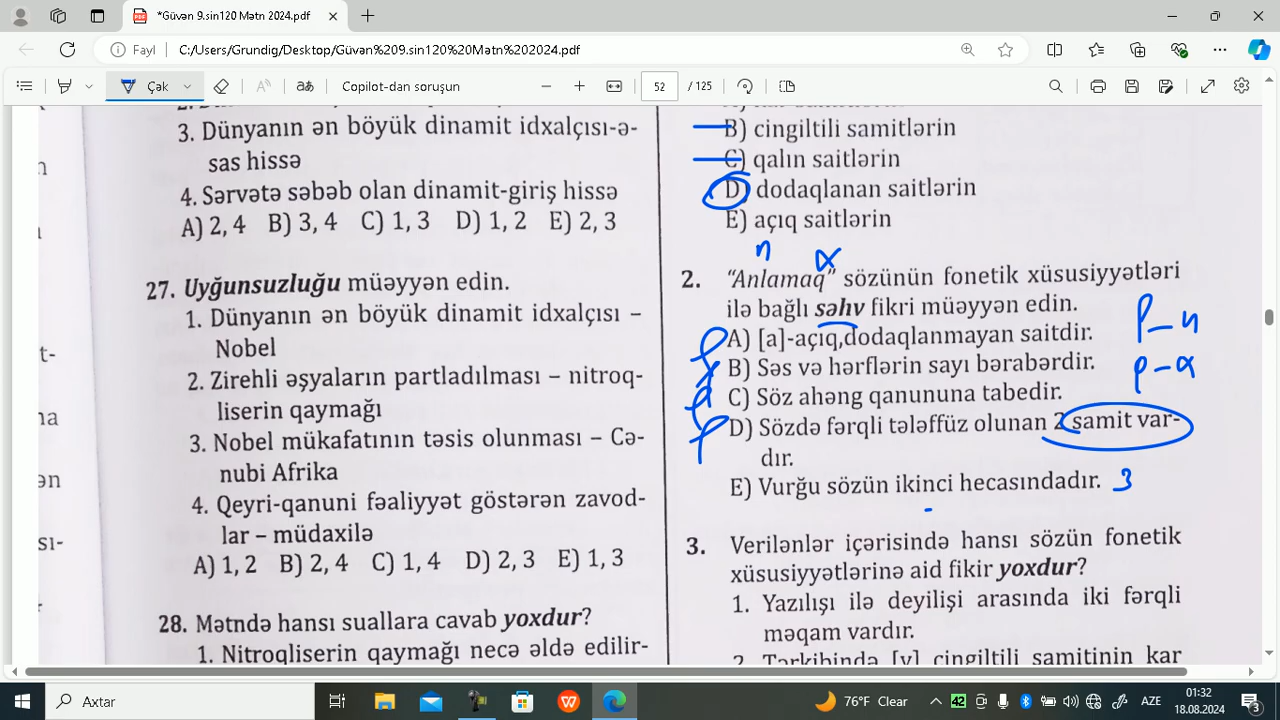 *Güvən 9.sin120 Mətn 2024.pdf
Fayl
C:/Users/Grundig/Desktop/Güvən%209.sin120%20Mətn%202024.pdf
Çək
aあ
Copilot-dan soruşun
52 / 125
3. Dünyanın ən böyük dinamit idxalçısı-ə-
sas hissə
4. Sərvətə səbəb olan dinamit-giriş hissə
A) 2, 4 B) 3, 4 C) 1, 3 D) 1, 2 E) 2, 3
27. Uyğunsuzluğu müəyyən edin.
1. Dünyanın ən böyük dinamit idxalçısı –
Nobel
2. Zirehli əşyaların partladılması – nitroq-
liserin qaymağı
3. Nobel mükafatının təsis olunması – Cə-
nubi Afrika
4. Qeyri-qanuni fəaliyyət göstərən zavod-
lar – müdaxilə
A) 1, 2 B) 2, 4 C) 1, 4 D) 2, 3 E) 1, 3
28. Mətndə hansı suallara cavab yoxdur?
1. Nitroqliserin qaymağı necə əldə edilir-
B) cingiltili samitlərin
C) qalın saitlərin
D) dodaqlanan saitlərin
E) açıq saitlərin
n
2. “Anlamaq” sözünün fonetik xüsusiyyətləri
ilə bağlı səhv fikri müəyyən edin.
A) [a]-açıq,dodaqlanmayan saitdir.
B) Səs və hərflərin sayı bərabərdir.
C) Söz ahəng qanununa tabedir.
D) Sözdə fərqli tələffüz olunan 2 samit var-
dır.
E) Vurğu sözün ikinci hecasındadır. 3
3. Verilənlər içərisində hansı sözün fonetik
xüsusiyyətlərinə aid fikir yoxdur?
1. Yazılışı ilə deyilişi arasında iki fərqli
məqam vardır.
2. Tərkibində [y] cingiltili samitinin kar
Axtar
76°F Clear
42
AZE
01:32
18.08.2024
3